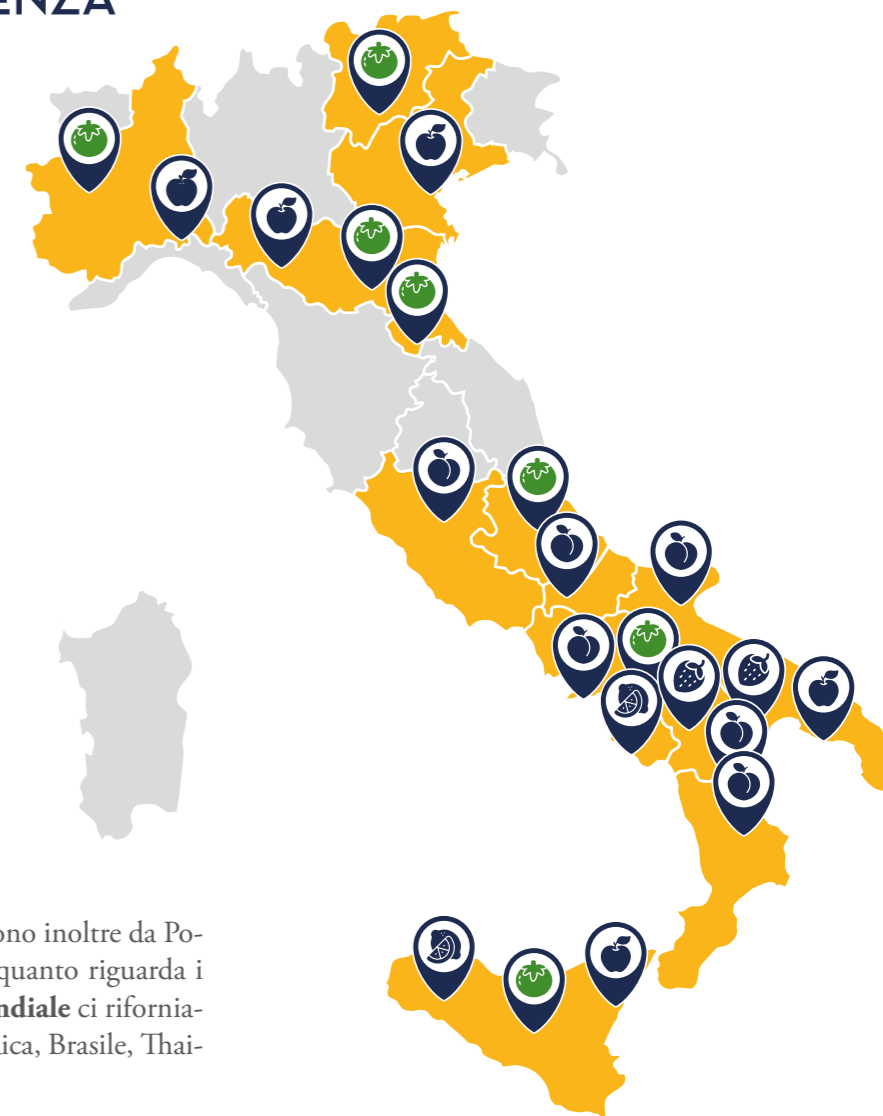 ENZA
ono inoltre da Po-
quanto riguarda i
ndiale ci rifornia-
ica, Brasile, Thai-